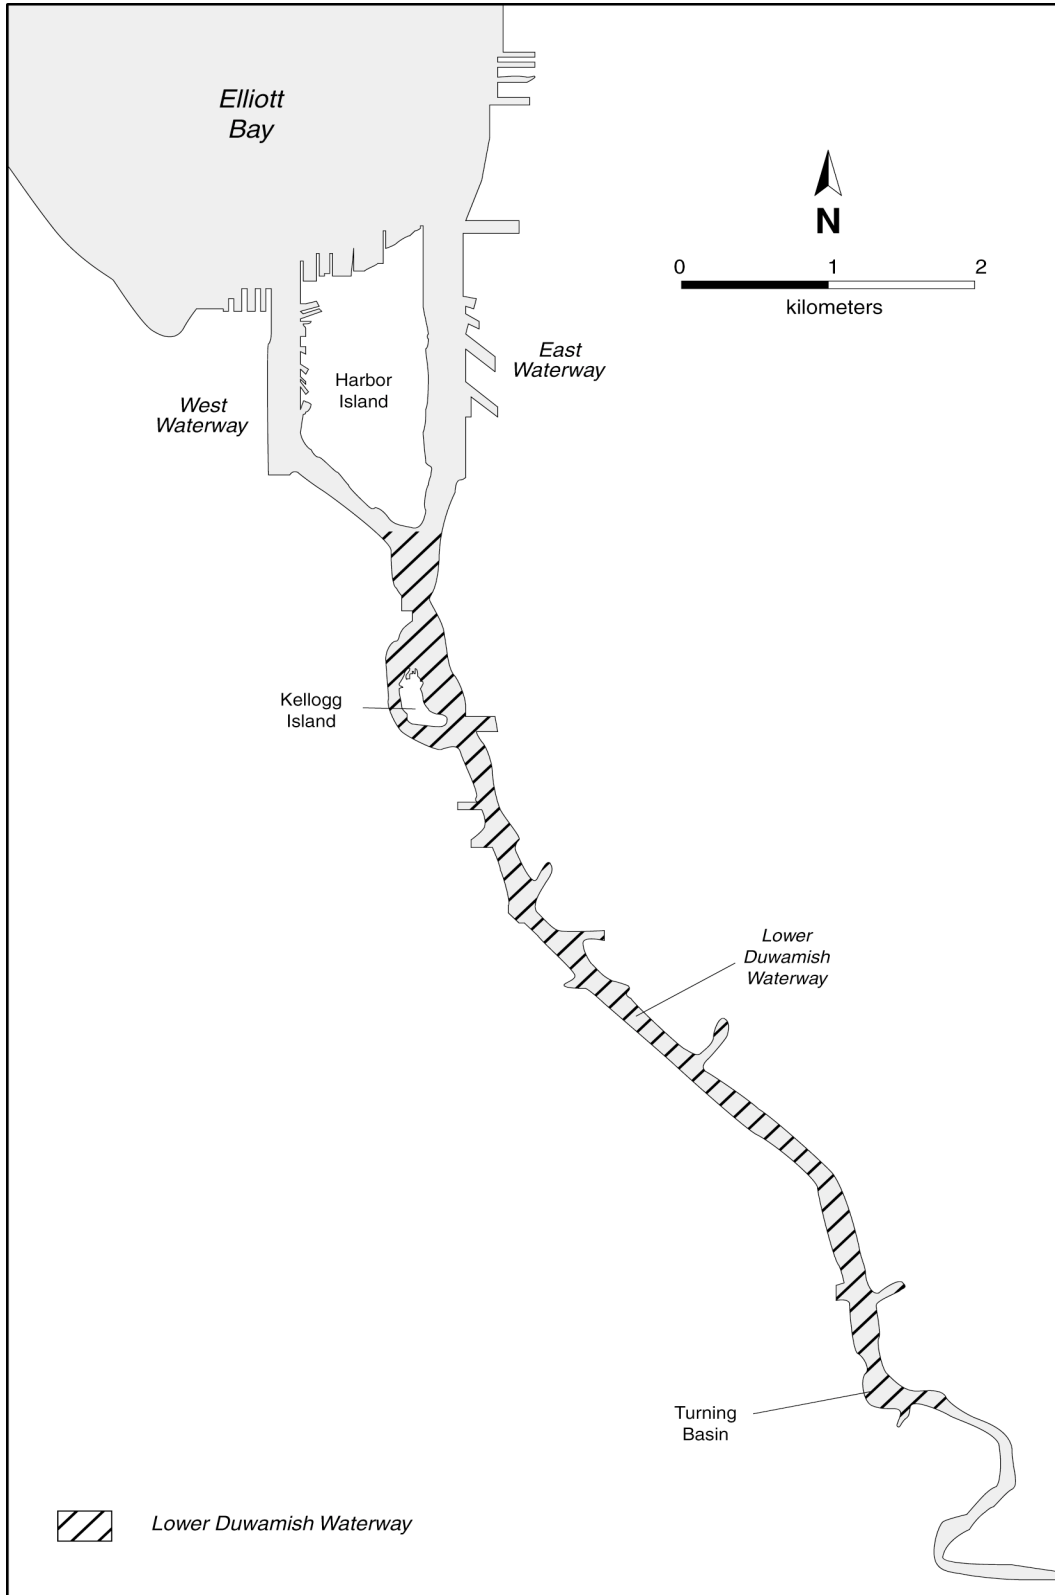 Elliott
Bay
N
0 1 2
kilometers
East
Waterway
Harbor
Island
West
Waterway
Kellogg
Island
Lower
Duwamish
Waterway
Turning
Basin
Lower Duwamish Waterway